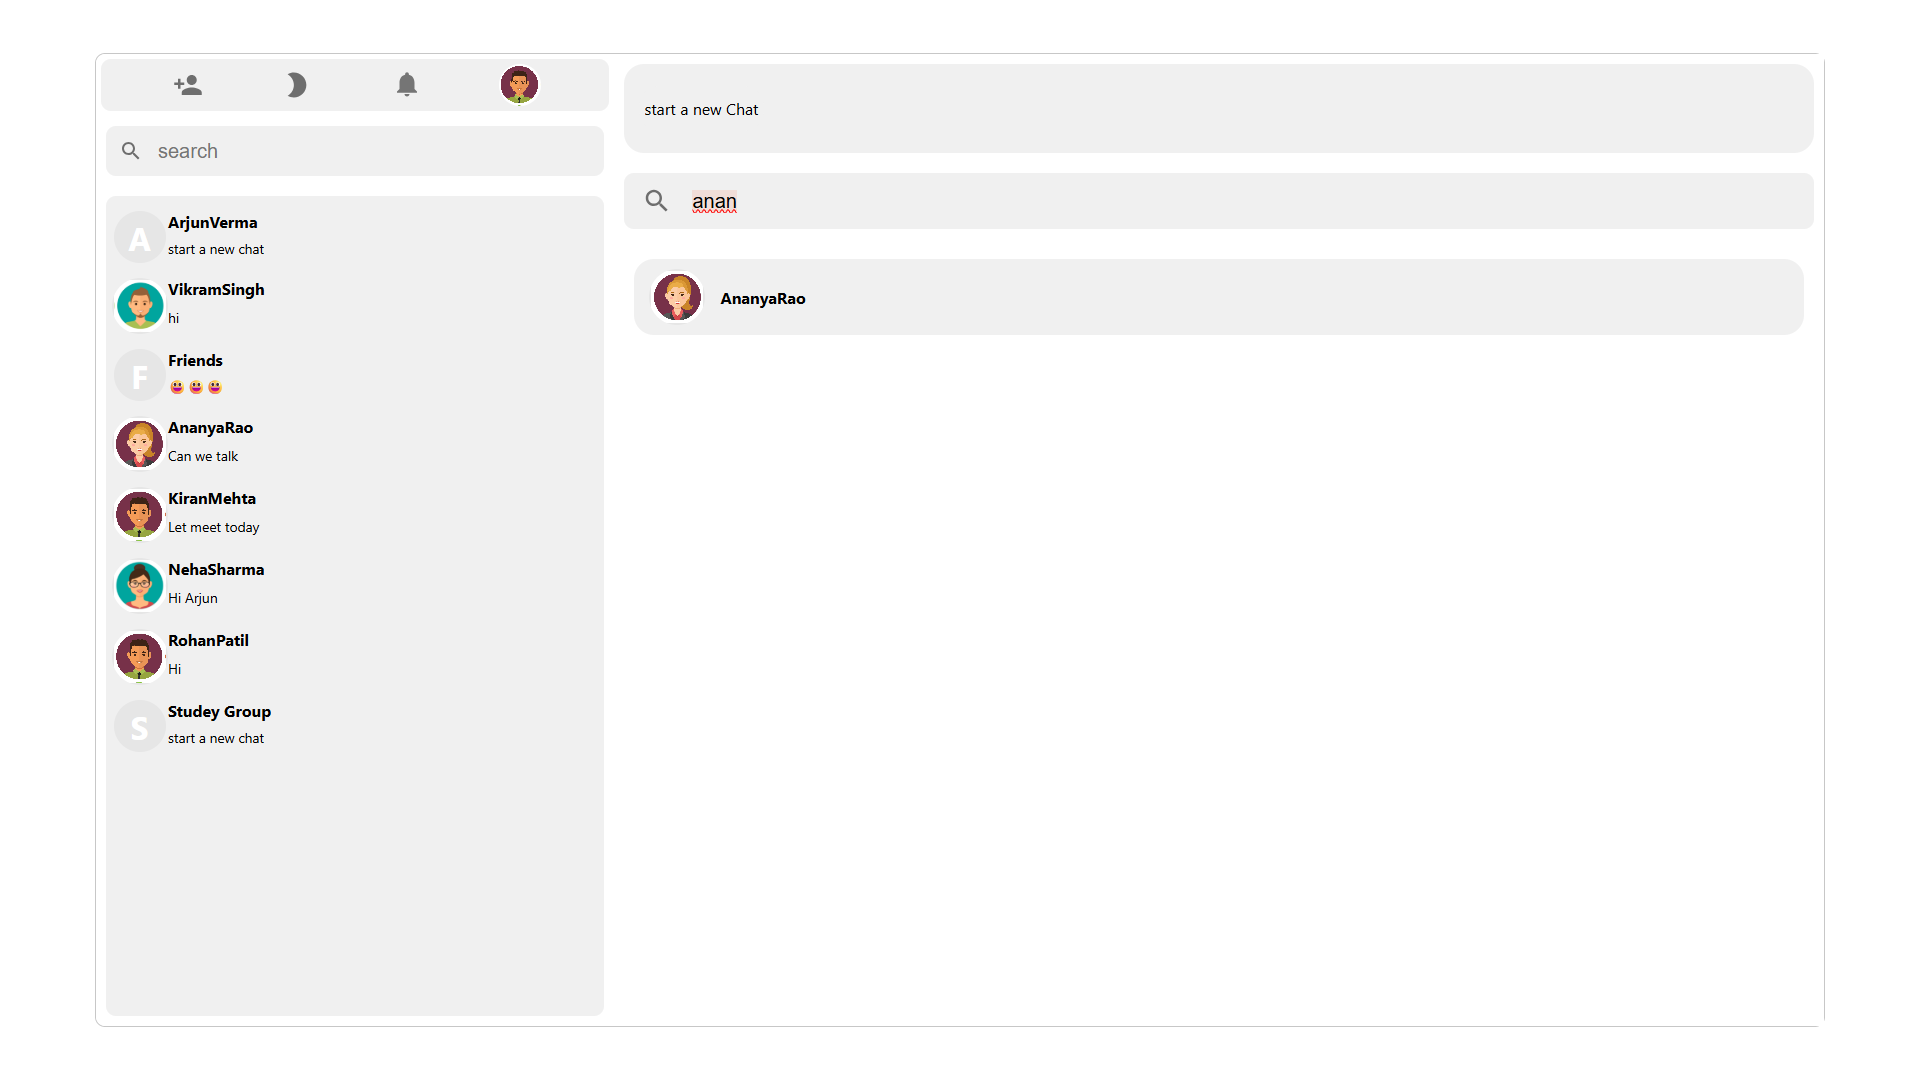 search
A
ArjunVerma
start a new chat
VikramSingh
hi
F
Friends
😃 😃 😃
AnanyaRao
Can we talk
KiranMehta
Let meet today
NehaSharma
Hi Arjun
RohanPatil
Hi
S
Studey Group
start a new chat
start a new Chat
anan
AnanyaRao